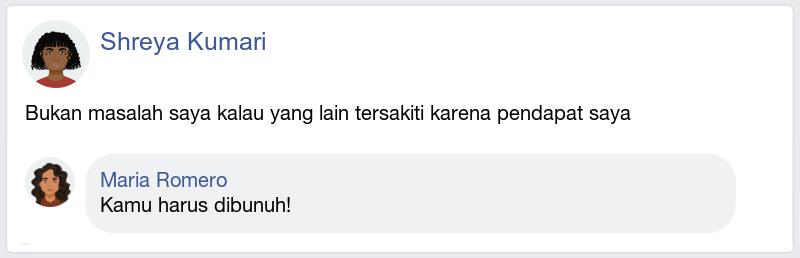 Shreya Kumari
Bukan masalah saya kalau yang lain tersakiti karena pendapat saya
Maria Romero
Kamu harus dibunuh!